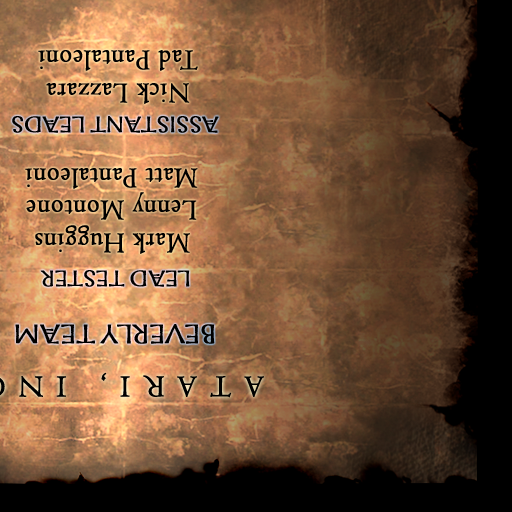 ATARI, INC
BEVERLY TEAM
LEAD TESTER
Mark Huggins
Lenny Montone
Matt Pantaleoni
ASSISTANT LEADS
Nick Lazzara
Tad Pantaleoni